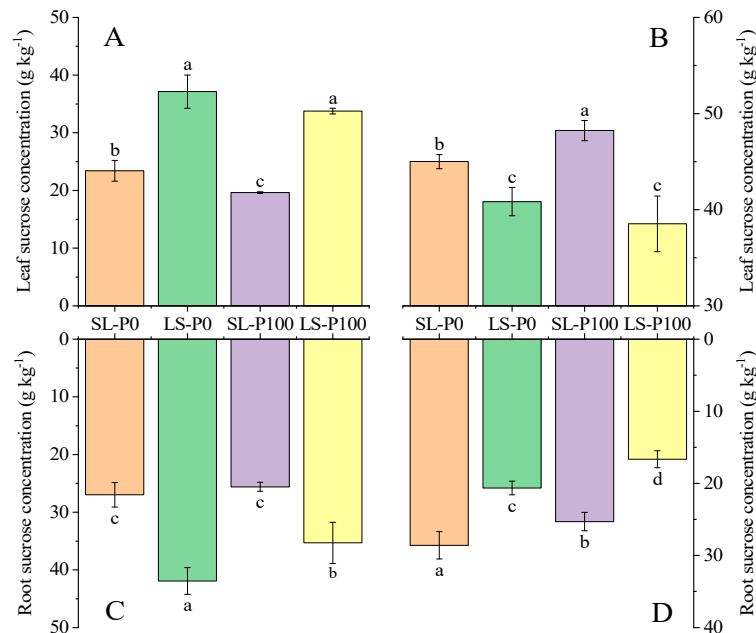 50
40
30
20
10
0
Leaf sucrose concentration (g kg⁻¹)
A
b
a
c
a
B
b
c
a
c
60
50
40
30
Leaf sucrose concentration (g kg⁻¹)
SL-P0 LS-P0 SL-P100 LS-P100
SL-P0 LS-P0 SL-P100 LS-P100
0
10
20
30
40
50
Root sucrose concentration (g kg⁻¹)
c
a
c
b
C
a
c
b
d
D
0
10
20
30
40
Root sucrose concentration (g kg⁻¹)